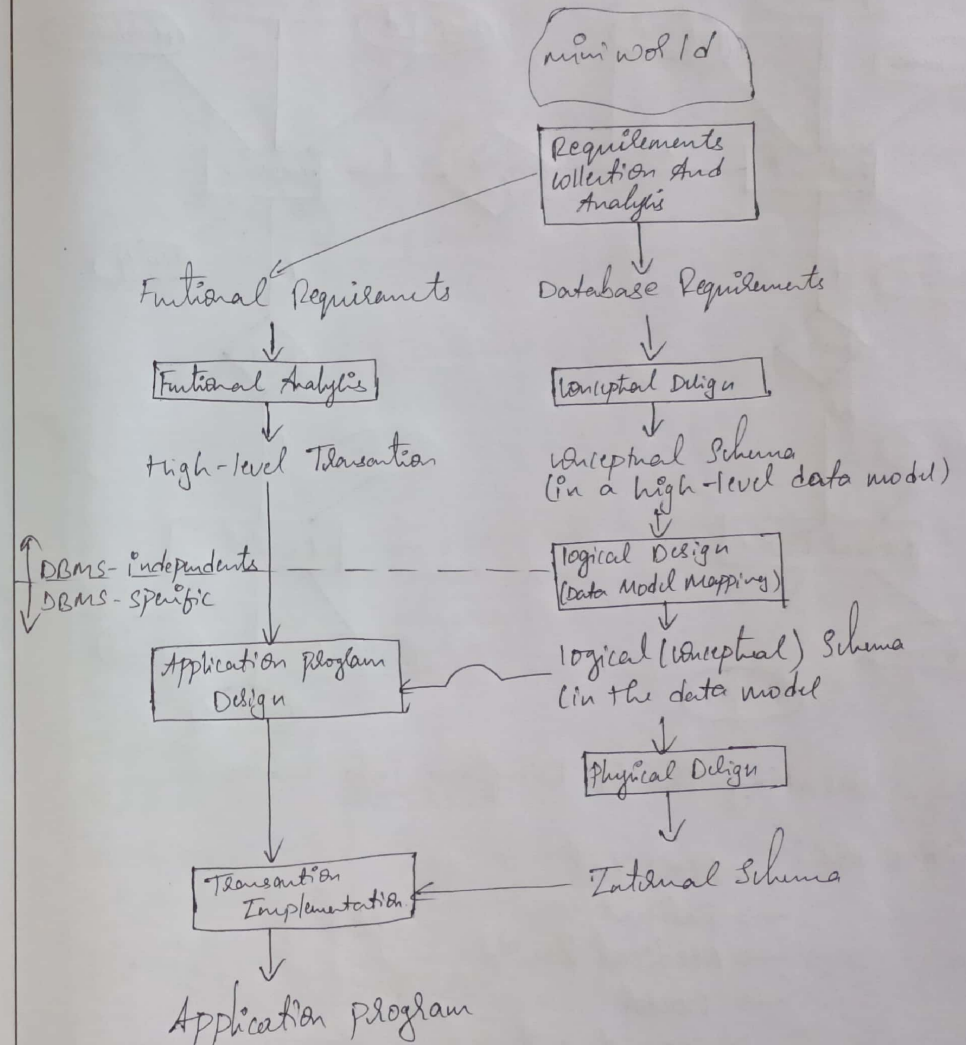 mini world
Requirements
Collection And
Analysis
Funtional Requiramets
Database Requirements
Funtional Analysis
Conceptual Design
High-level Transaction
Conceptual Schema
(in a high-level data model)
DBMS-independents
DBMS-specific
logical Design
(Data Model Mapping)
Application program
Design
logical (conceptual) Schema
(in the data model
Physical Design
Transaction
Implementation
Internal Schema
Application program